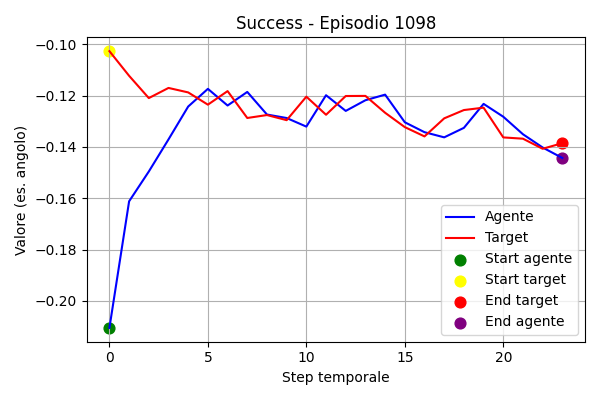 Success - Episodio 1098
Valore (es. angolo)
−0.10
−0.12
−0.14
−0.16
−0.18
−0.20
0
5
10
15
20
Step temporale
Agente
Target
Start agente
Start target
End target
End agente